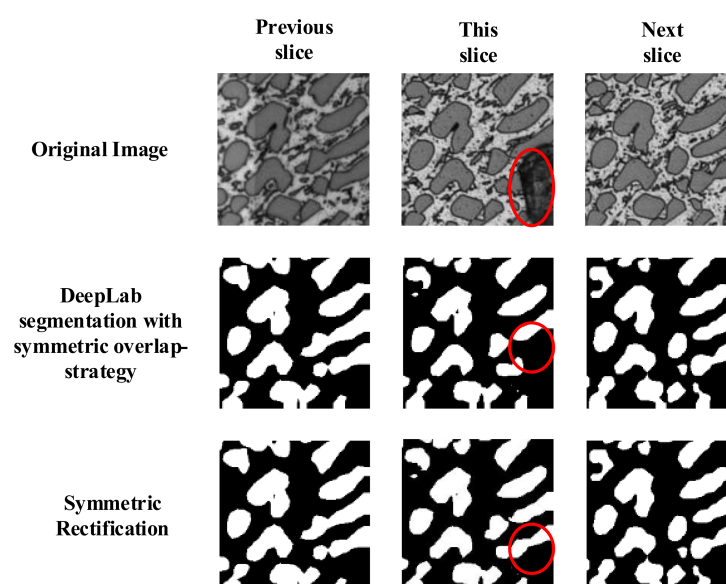 Previous
slice
This
slice
Next
slice
Original Image
DeepLab
segmentation with
symmetric overlap-
strategy
Symmetric
Rectification